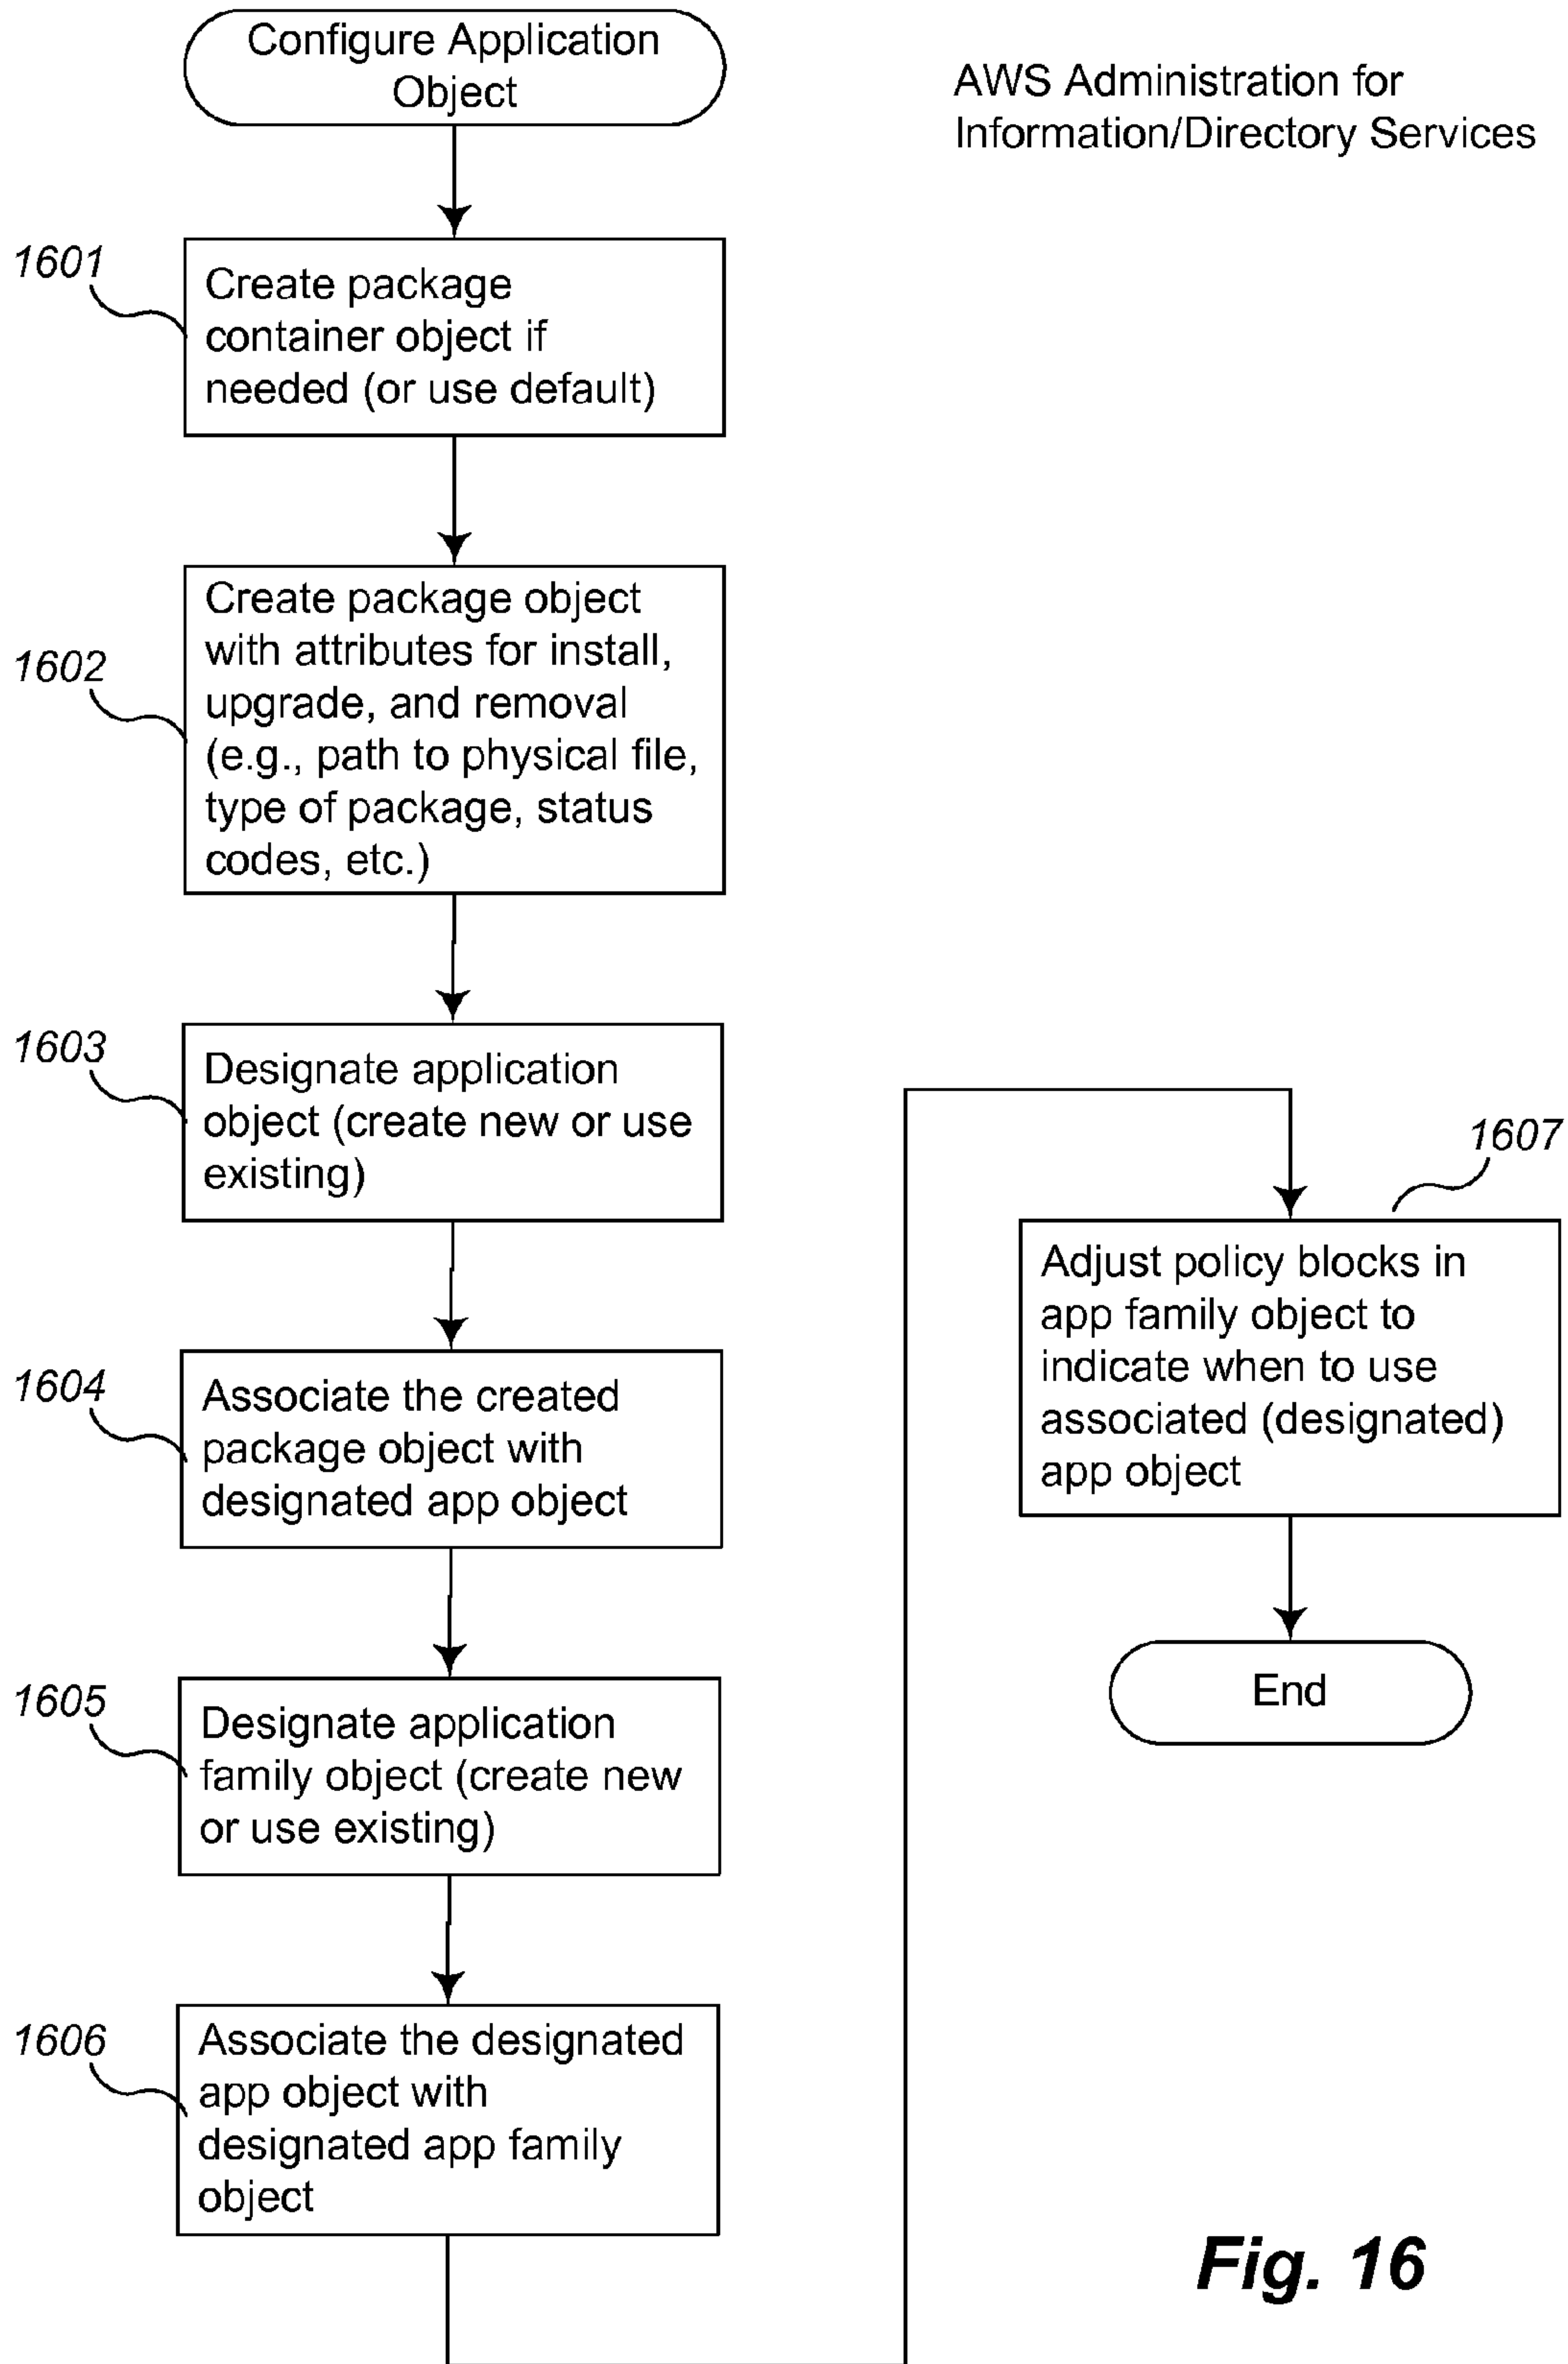 Configure Application
Object
AWS Administration for
Information/Directory Services
1601
Create package
container object if
needed (or use default)
1602
Create package object
with attributes for install,
upgrade, and removal
(e.g., path to physical file,
type of package, status
codes, etc.)
1603
Designate application
object (create new or use
existing)
1604
Associate the created
package object with
designated app object
1605
Designate application
family object (create new
or use existing)
1606
Associate the designated
app object with
designated app family
object
1607
Adjust policy blocks in
app family object to
indicate when to use
associated (designated)
app object
End
Fig. 16